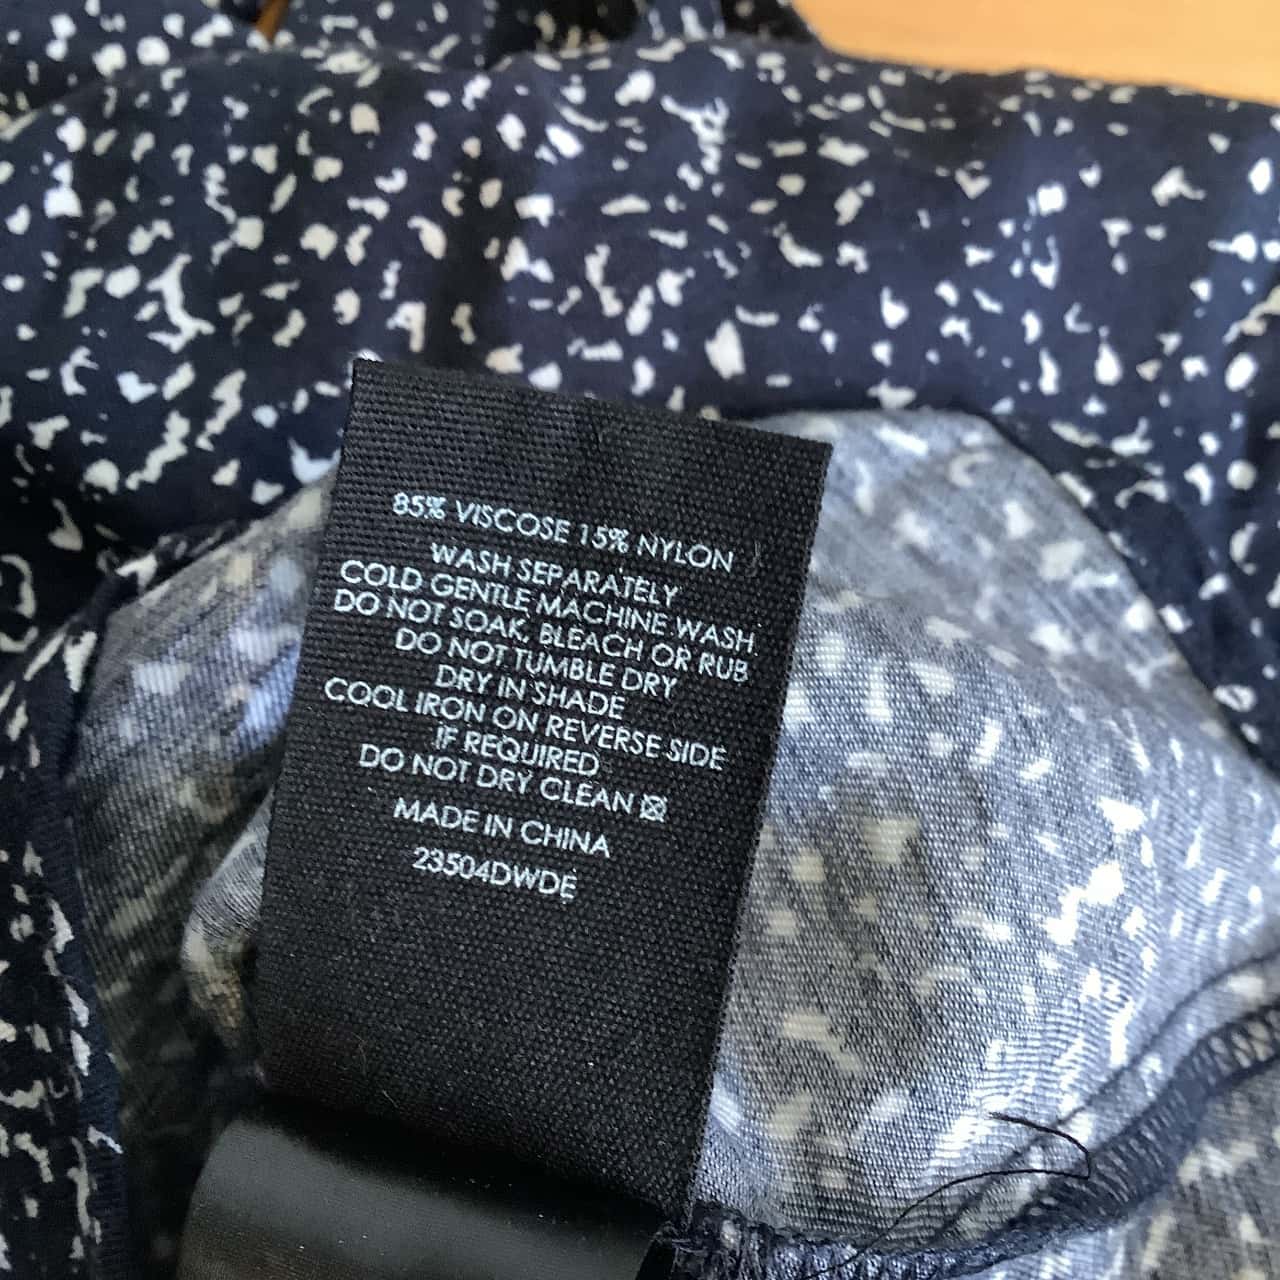 85% VISCOSE 15% NYLON
WASH SEPARATELY
COLD GENTLE MACHINE WASH
DO NOT SOAK, BLEACH OR RUB
DO NOT TUMBLE DRY
DRY IN SHADE
COOL IRON ON REVERSE SIDE
IF REQUIRED
DO NOT DRY CLEAN
MADE IN CHINA
23504DWDE